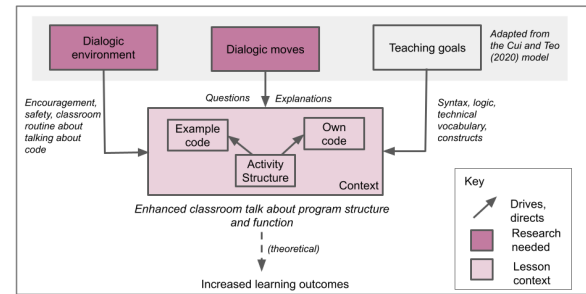 Dialogic
environment
Dialogic moves
Teaching goals
Adapted from
the Cui and Teo
(2020) model
Encouragement,
safety, classroom
routine about
talking about
code
Questions
Explanations
Syntax, logic,
technical
vocabulary,
constructs
Example
code
Own
code
Activity
Structure
Context
Enhanced classroom talk about program structure
and function
(theoretical)
Increased learning outcomes
Key
Drives,
directs
Research
needed
Lesson
context